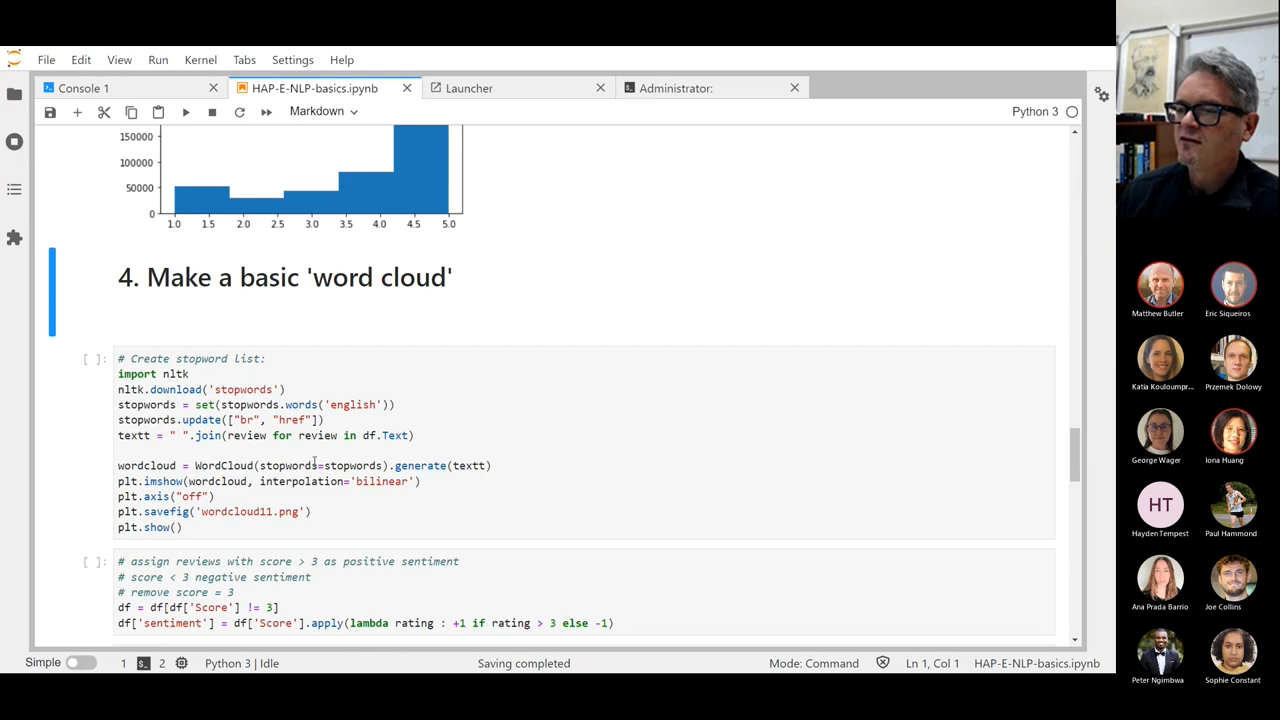 File Edit View Run Kernel Tabs Settings Help
Console 1
HAP-E-NLP-basics.ipynb
Launcher
Administrator:
Markdown
Python 3
150000
100000
50000
0
1.0 1.5 2.0 2.5 3.0 3.5 4.0 4.5 5.0
4. Make a basic 'word cloud'
[ ]:
# Create stopword list:
import nltk
nltk.download('stopwords')
stopwords = set(stopwords.words('english'))
stopwords.update(["br", "href"])
textt = " ".join(review for review in df.Text)
wordcloud = WordCloud(stopwords=stopwords).generate(textt)
plt.imshow(wordcloud, interpolation='bilinear')
plt.axis("off")
plt.savefig('wordcloud11.png')
plt.show()
[ ]:
# assign reviews with score > 3 as positive sentiment
# score < 3 negative sentiment
# remove score = 3
df = df[df['Score'] != 3]
df['sentiment'] = df['Score'].apply(lambda rating : +1 if rating > 3 else -1)
Simple 1 2 Python 3 | Idle Saving completed Mode: Command Ln 1, Col 1 HAP-E-NLP-basics.ipynb
Matthew Butler
Eric Siqueiros
Katia Kouloumpr...
Przemek Dolowy
George Wager
Iona Huang
HT
Hayden Tempest
Paul Hammond
Ana Prada Barrio
Joe Collins
Peter Ngimbwa
Sophie Constant